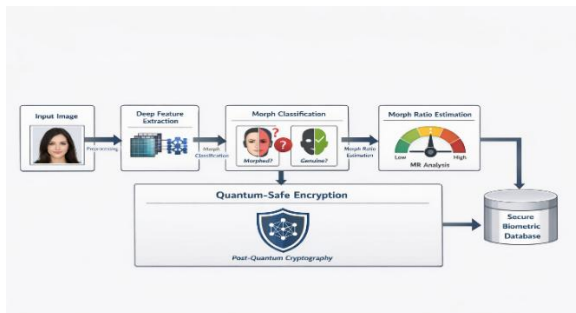 Input Image
Deep Feature
Extraction
Morph Classification
Morph Ratio Estimation
Processing
Morph
Classification
?
?
?
Morphed?
Genuine?
Morph Ratio
Estimation
Low
High
MR Analysis
Quantum-Safe Encryption
Post-Quantum Cryptography
Secure
Biometric
Database